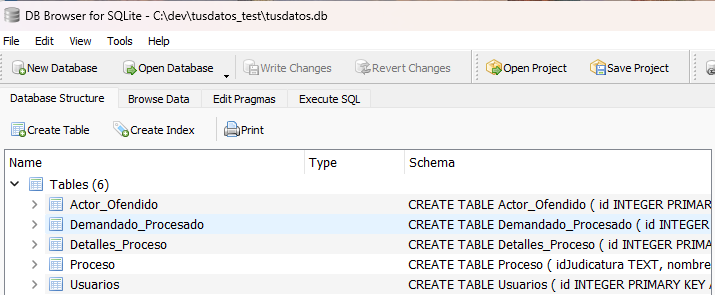 DB Browser for SQLite - C:\dev\tusdatos_test\tusdatos.db
File Edit View Tools Help
New Database Open Database Write Changes Revert Changes Open Project Save Project
Database Structure Browse Data Edit Pragmas Execute SQL
Create Table Create Index Print
Name Type Schema
Tables (6)
Actor_Ofendido CREATE TABLE Actor_Ofendido ( id INTEGER PRIMAR
Demandado_Procesado CREATE TABLE Demandado_Procesado ( id INTEGER
Detalles_Proceso CREATE TABLE Detalles_Proceso ( id INTEGER PRIMA
Proceso CREATE TABLE Proceso ( idJudicatura TEXT, nombre
Usuarios CREATE TABLE Usuarios ( id INTEGER PRIMARY KEY